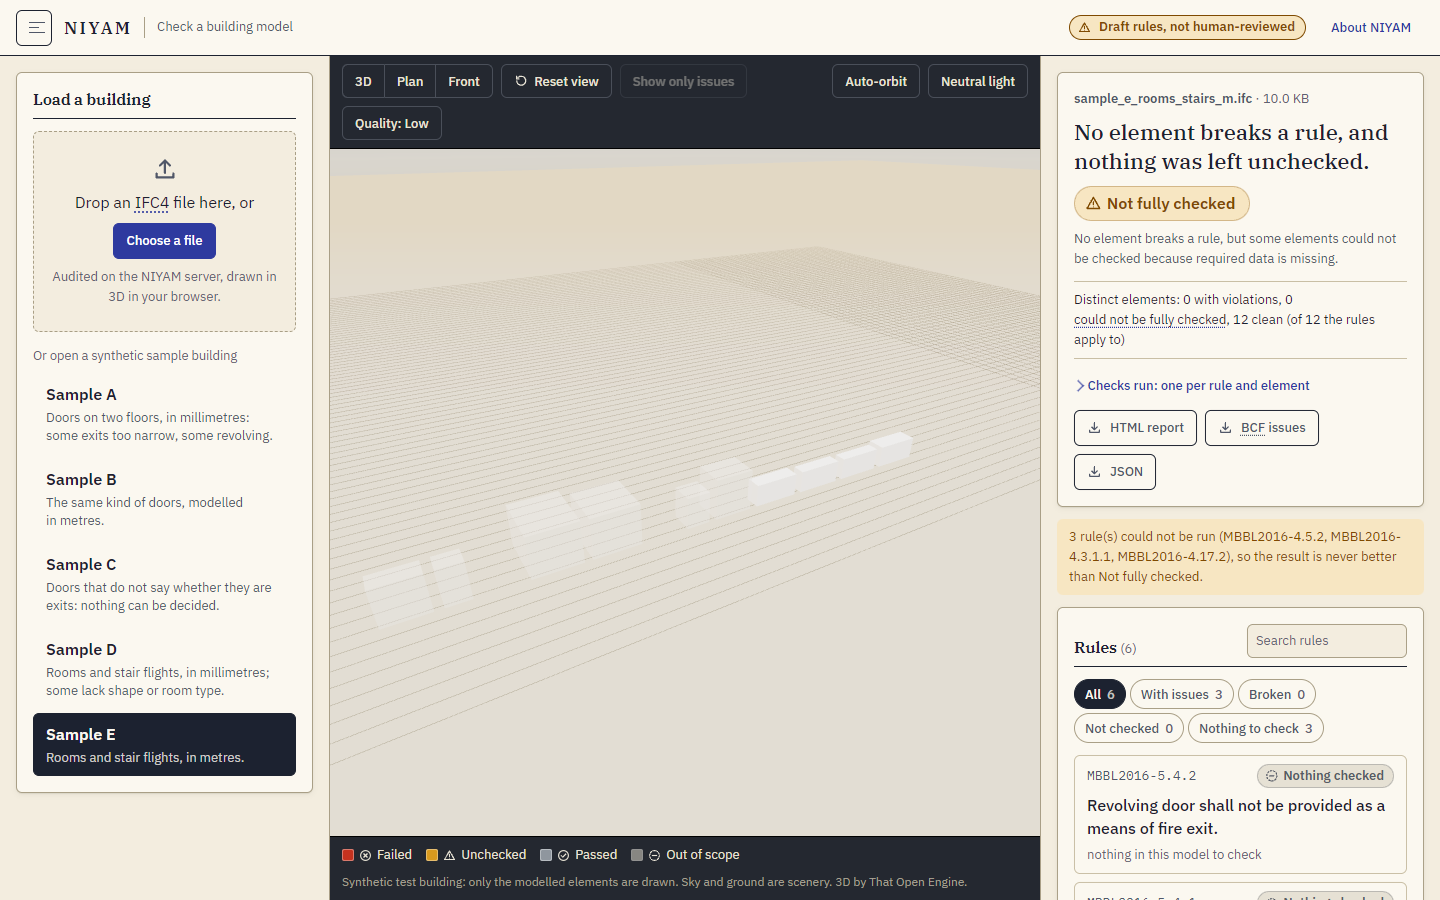 NIYAM
Check a building model
Draft rules, not human-reviewed
About NIYAM
Load a building
Drop an IFC4 file here, or
Choose a file
Audited on the NIYAM server, drawn in
3D in your browser.
Or open a synthetic sample building
Sample A
Doors on two floors, in millimetres:
some exits too narrow, some revolving.
Sample B
The same kind of doors, modelled
in metres.
Sample C
Doors that do not say whether they are
exits: nothing can be decided.
Sample D
Rooms and stair flights, in millimetres;
some lack shape or room type.
Sample E
Rooms and stair flights, in metres.
3D
Plan
Front
Reset view
Show only issues
Auto-orbit
Neutral light
Quality: Low
Failed
Unchecked
Passed
Out of scope
Synthetic test building: only the modelled elements are drawn. Sky and ground are scenery. 3D by That Open Engine.
sample_e_rooms_stairs_m.ifc · 10.0 KB
No element breaks a rule, and
nothing was left unchecked.
Not fully checked
No element breaks a rule, but some elements could not
be checked because required data is missing.
Distinct elements: 0 with violations, 0
could not be fully checked, 12 clean (of 12 the rules
apply to)
Checks run: one per rule and element
HTML report
BCF issues
JSON
3 rule(s) could not be run (MBBL2016-4.5.2, MBBL2016-
4.3.1.1, MBBL2016-4.17.2), so the result is never better
than Not fully checked.
Rules (6)
Search rules
All 6
With issues 3
Broken 0
Not checked 0
Nothing to check 3
MBBL2016-5.4.2
Nothing checked
Revolving door shall not be provided as a
means of fire exit.
nothing in this model to check